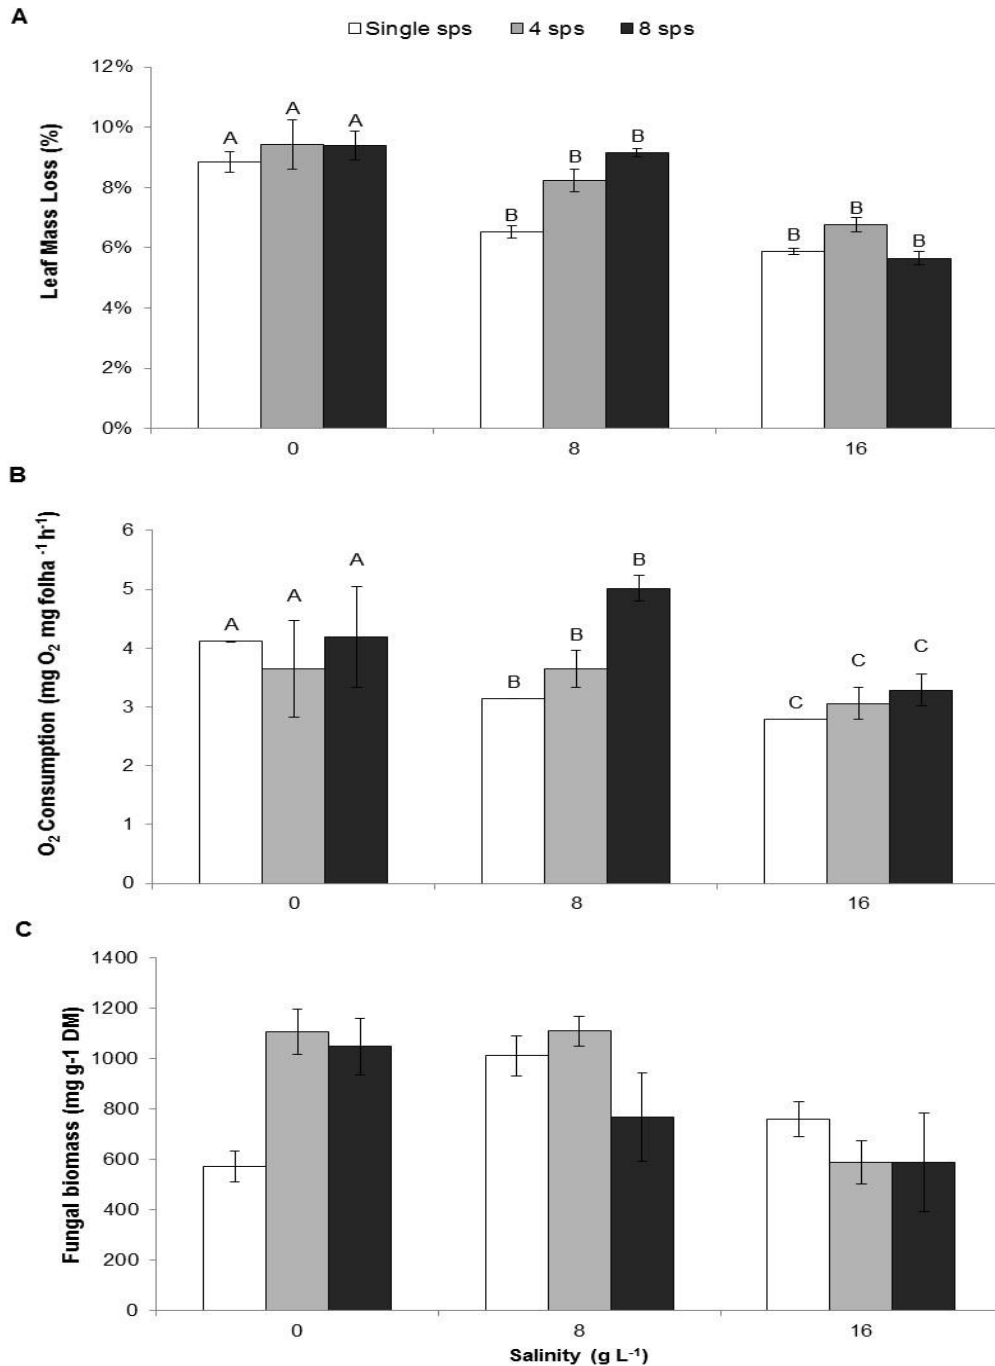 A
Single sps 4 sps 8 sps
Leaf Mass Loss (%)
12%
10%
8%
6%
4%
2%
0%
A A A
B B B
B B B
0 8 16
B
O₂ Consumption (mg O₂ mg folha ⁻¹ h⁻¹)
6
5
4
3
2
1
0
A A A
B B B
C C C
0 8 16
C
Fungal biomass (mg g-1 DM)
1400
1200
1000
800
600
400
200
0
0 8 16
Salinity (g L⁻¹)